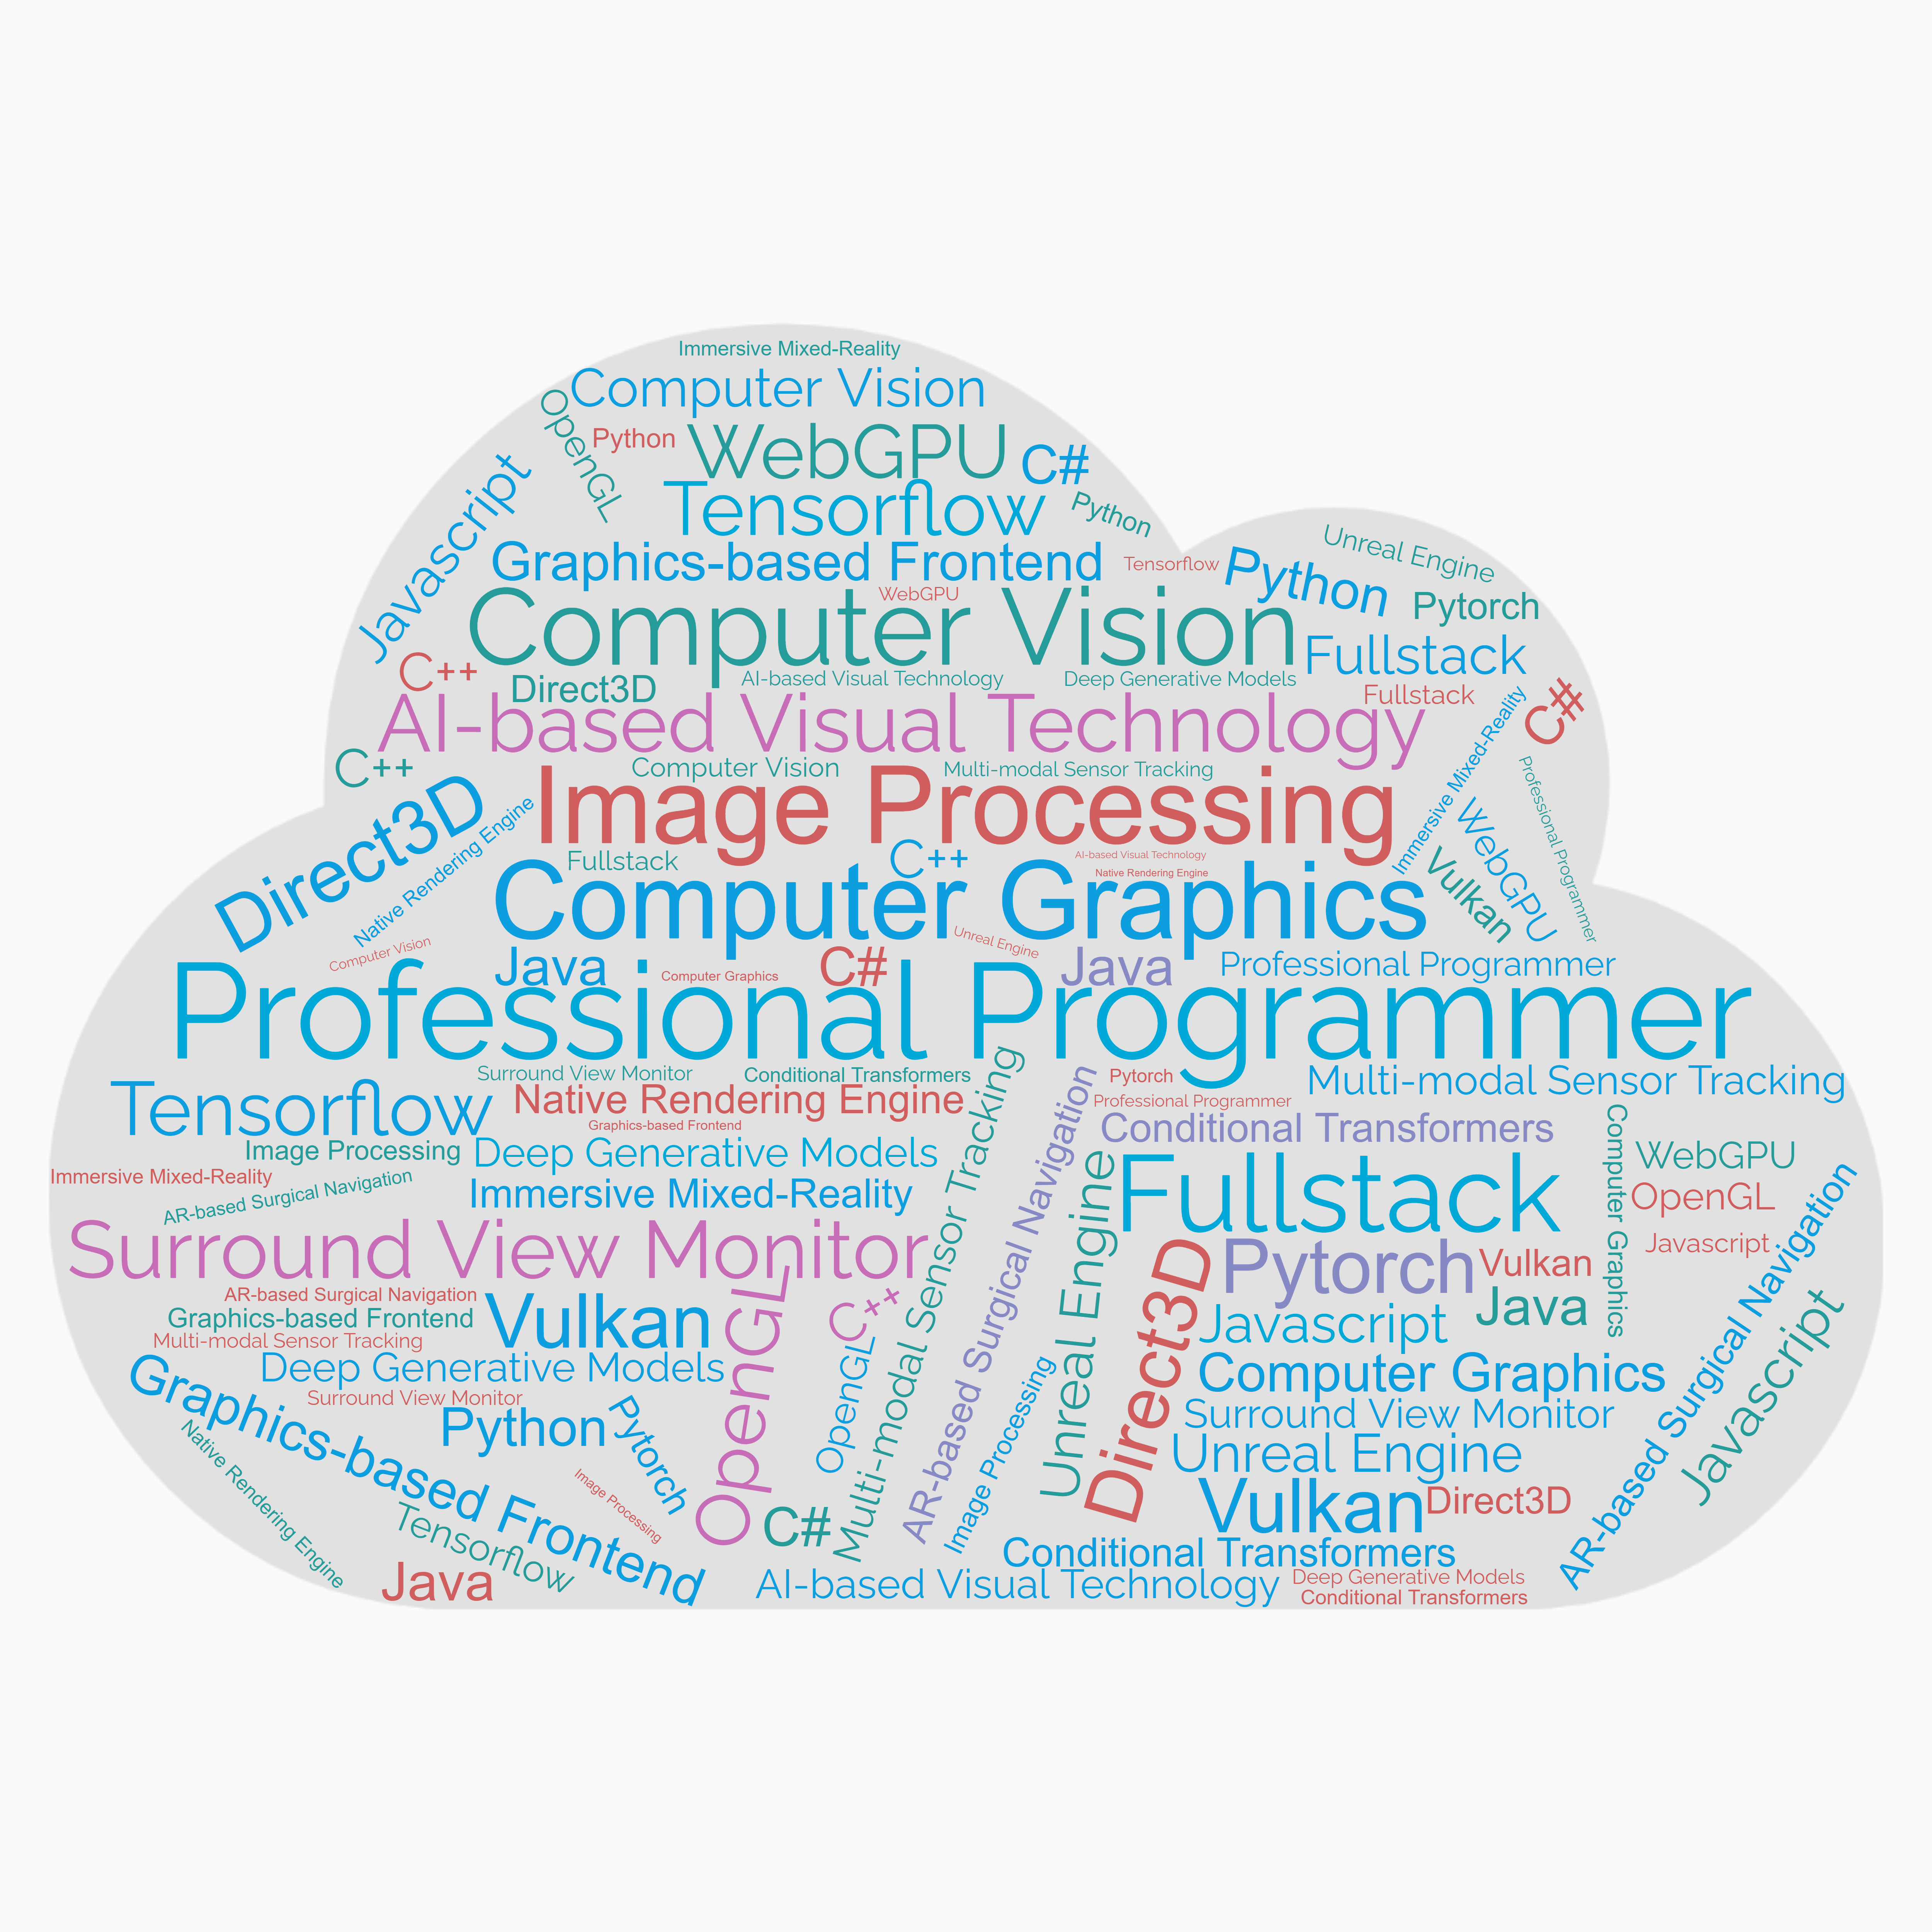 Immersive Mixed-Reality
Computer Vision
OpenGL
Python
WebGPU
C#
Javascript
Tensorflow
Python
Unreal Engine
Graphics-based Frontend
Tensorflow
Python
WebGPU
Pytorch
Computer Vision
Fullstack
C++
Direct3D
AI-based Visual Technology
Deep Generative Models
Fullstack
C#
AI-based Visual Technology
Immersive Mixed-Reality
C++
Computer Vision
Multi-modal Sensor Tracking
Professional Programmer
Direct3D
Native Rendering Engine
Image Processing
WebGPU
Vulkan
Fullstack
C++
AI-based Visual Technology
Native Rendering Engine
Computer Graphics
Computer Vision
Unreal Engine
Java
Computer Graphics
C#
Java
Professional Programmer
Professional Programmer
Surround View Monitor
Conditional Transformers
Pytorch
Multi-modal Sensor Tracking
Tensorflow
Native Rendering Engine
Professional Programmer
Graphics-based Frontend
Conditional Transformers
Image Processing
Deep Generative Models
Multi-modal Sensor Tracking
AR-based Surgical Navigation
Computer Graphics
WebGPU
Immersive Mixed-Reality
AR-based Surgical Navigation
Immersive Mixed-Reality
Unreal Engine
Fullstack
OpenGL
Surround View Monitor
Direct3D
Pytorch
Vulkan
Javascript
AR-based Surgical Navigation
AR-based Surgical Navigation
Graphics-based Frontend
Vulkan
OpenGL
C++
Javascript
Java
Javascript
Multi-modal Sensor Tracking
Deep Generative Models
OpenGL
Image Processing
Computer Graphics
Graphics-based Frontend
Surround View Monitor
Surround View Monitor
Python
Pytorch
Unreal Engine
Native Rendering Engine
Image Processing
Tensorflow
C#
Vulkan
Direct3D
Conditional Transformers
Java
AI-based Visual Technology
Deep Generative Models
Conditional Transformers